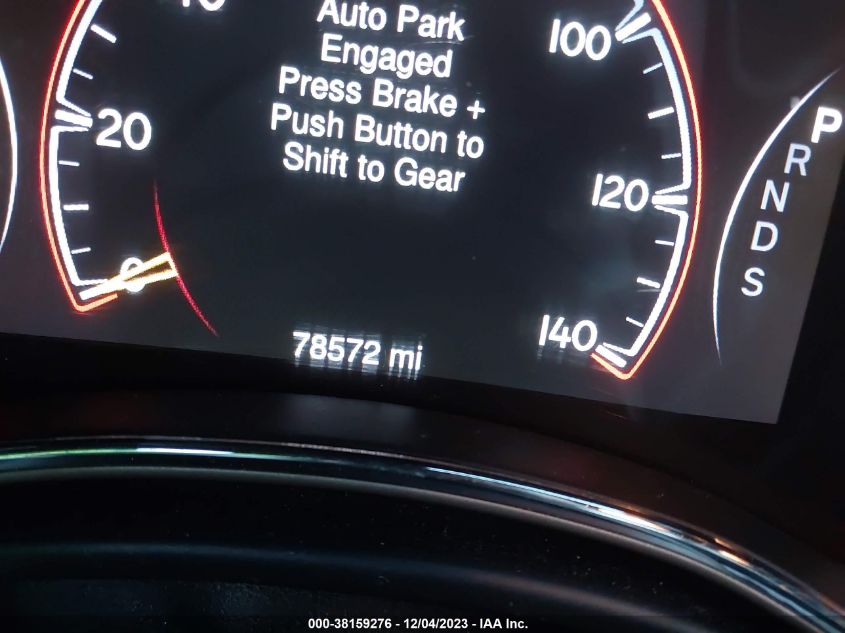 Auto Park
Engaged
Press Brake +
Push Button to
Shift to Gear
20
0
100
120
140
P
R
N
D
S
78572 mi
000-38159276 - 12/04/2023 - IAA Inc.